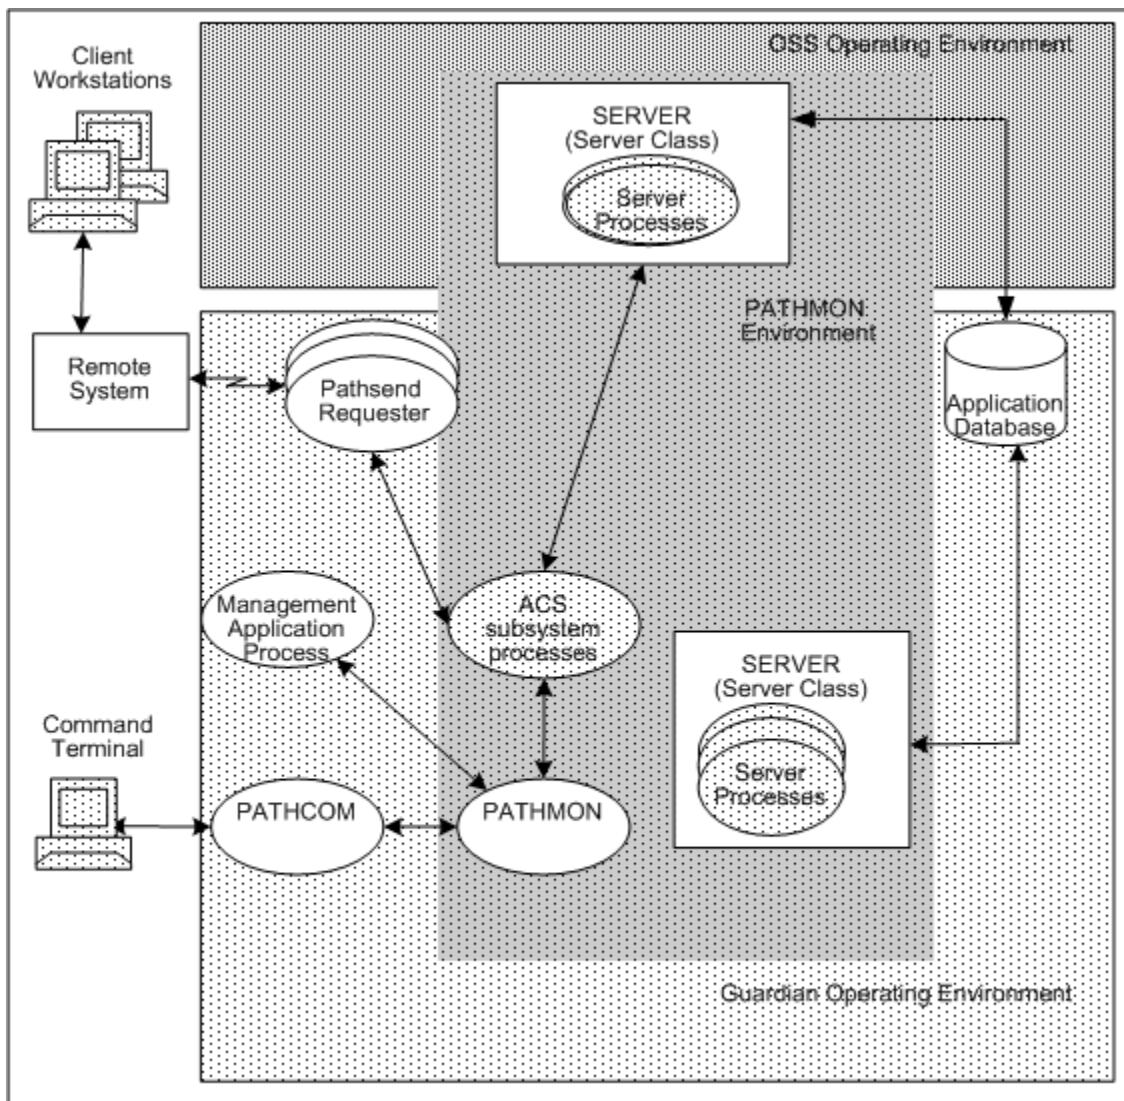 OSS Operating Environment
Client
Workstations
SERVER
(Server Class)
Server
Processes
PATHMON
Environment
Remote
System
Pathsend
Requester
Application
Database
Management
Application
Process
ACS
subsystem
processes
SERVER
(Server Class)
Server
Processes
Command
Terminal
PATHCOM
PATHMON
Guardian Operating Environment